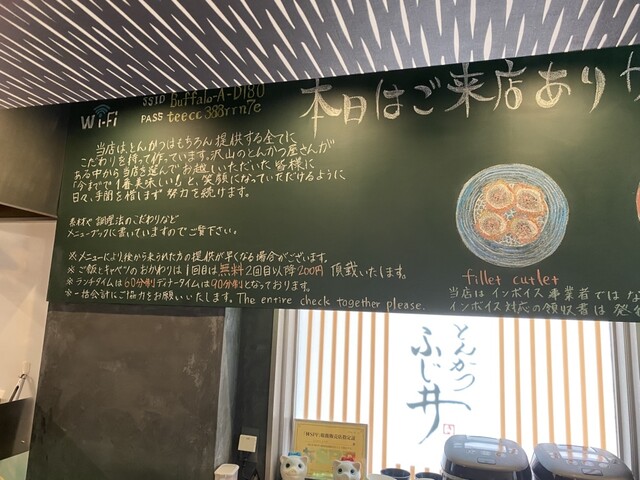 Wi-Fi
SSID Buffalo-A-D180
PASS teecc388rrn7e
本日はご来店あり
当店は、とんかつはもちろん提供する全てに
こだわりを持って作っています。沢山のとんかつ屋さんが
ある中から当店を選んでお越しいただいた皆様に
「今までで1番美味しい!」と笑顔になっていただけるように
日々、手間を惜しまず努力を続けます。
素材や調理法のこだわりなど
メニューブックに書いていますのでご覧下さい。
※メニューにより後から来られた方の提供が早くなる場合がございます。
※ご飯とキャベツのおかわりは1回目は無料2回目以降200円頂戴いたします。
※ランチタイムは60分制ディナータイムは90分制となっております。
※一括会計にご協力をお願いいたします。The entire check together please.
fillet cutlet
当店はインボイス事業者ではな
インボイス対応の領収書は発行
とんかつ
ふじ井